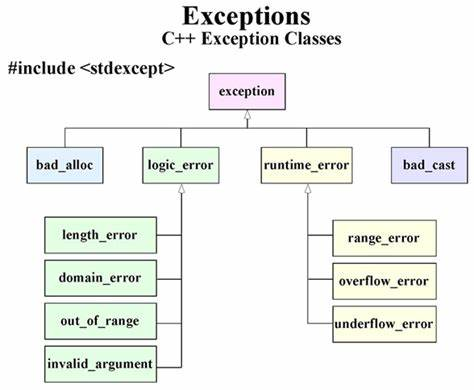 Exceptions
C++ Exception Classes
#include <stdexcept>
exception
bad_alloc
logic_error
runtime_error
bad_cast
length_error
domain_error
out_of_range
invalid_argument
range_error
overflow_error
underflow_error